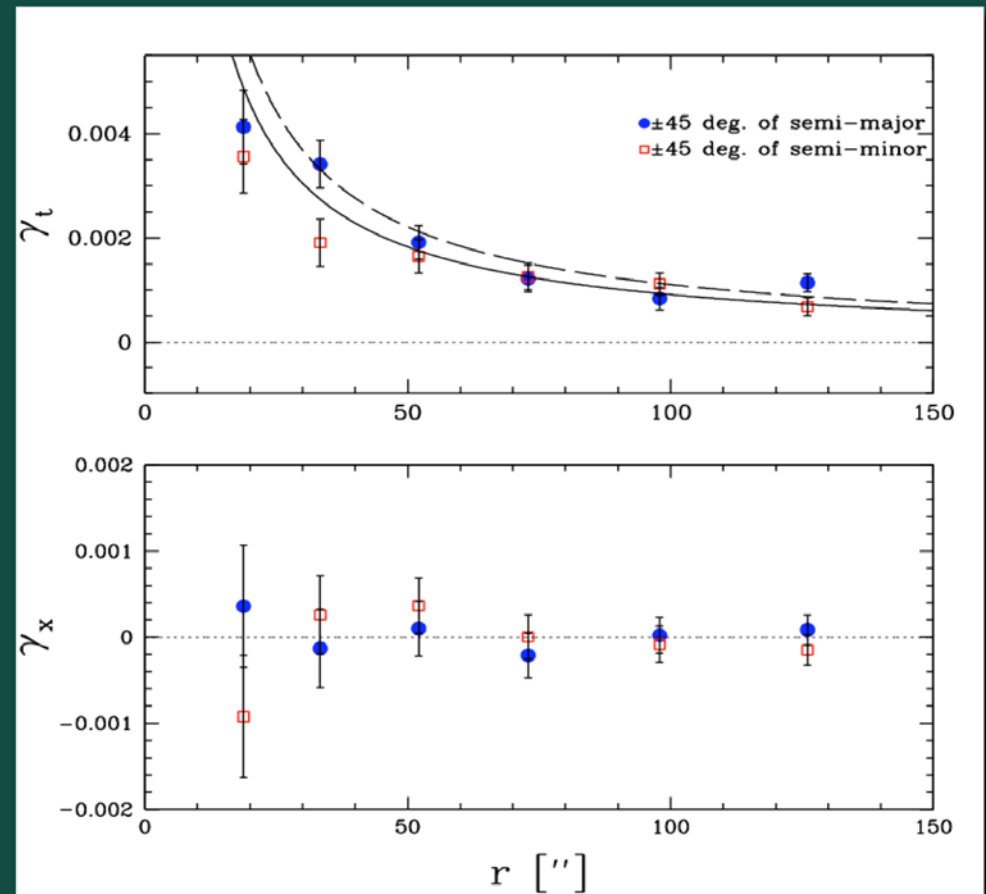 γt
0.004
0.002
0
●±45 deg. of semi-major
□±45 deg. of semi-minor
0 50 100 150
γx
0.002
0.001
0
−0.001
−0.002
0 50 100 150
r ["]